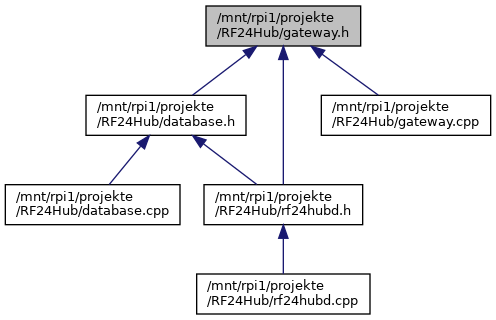 /mnt/rpi1/projekte
/RF24Hub/gateway.h
/mnt/rpi1/projekte
/RF24Hub/database.h
/mnt/rpi1/projekte
/RF24Hub/gateway.cpp
/mnt/rpi1/projekte
/RF24Hub/database.cpp
/mnt/rpi1/projekte
/RF24Hub/rf24hubd.h
/mnt/rpi1/projekte
/RF24Hub/rf24hubd.cpp